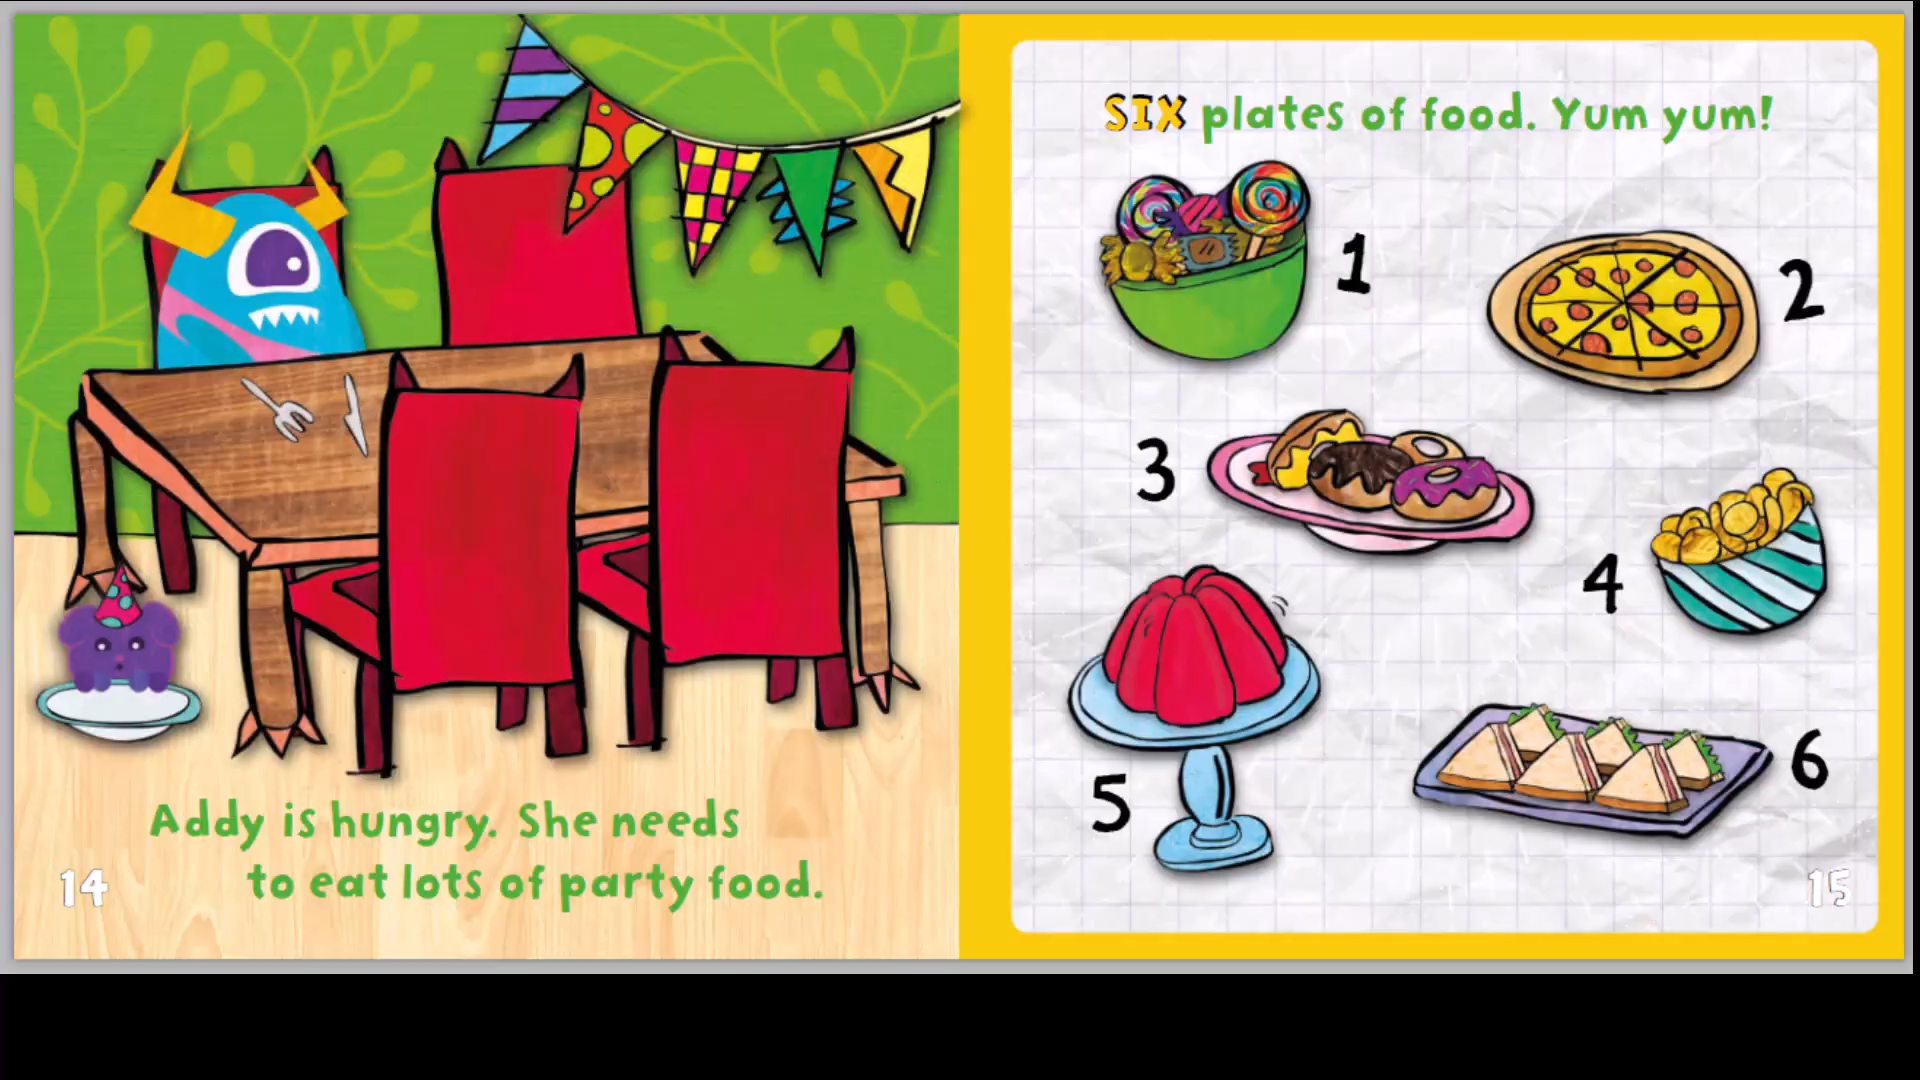 Addy is hungry. She needs
to eat lots of party food.
14
SIX plates of food. Yum yum!
1
2
3
4
5
6
15